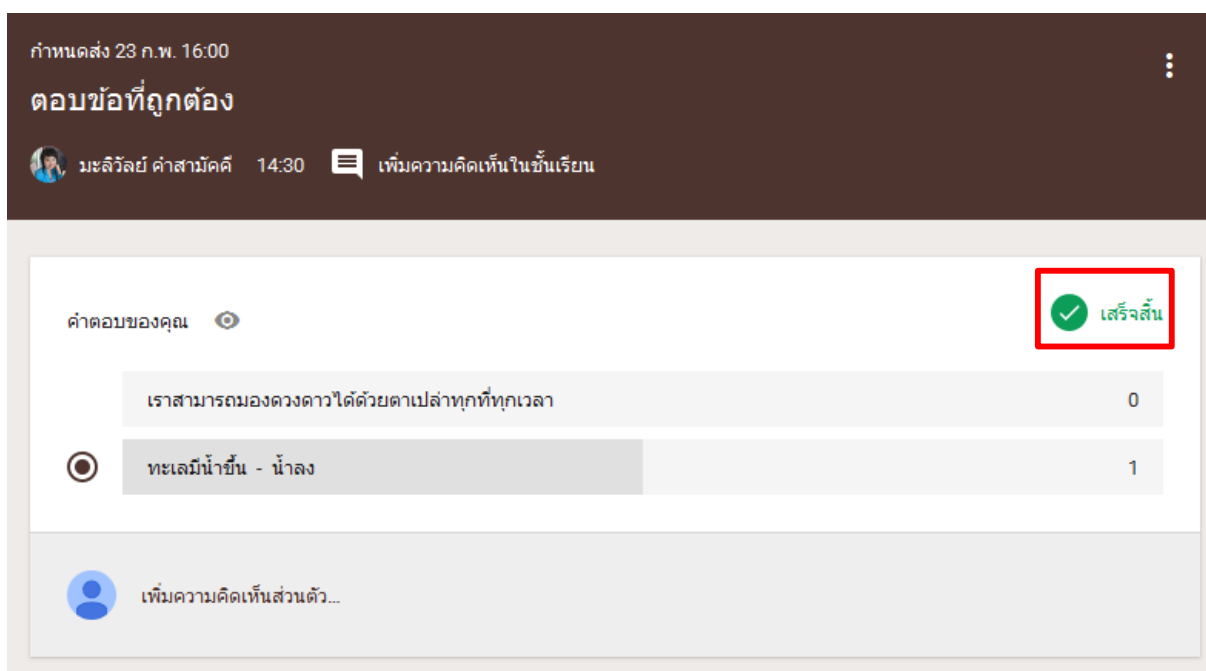 กำหนดส่ง 23 ก.พ. 16:00
ตอบข้อที่ถูกต้อง
มะลิวัลย์ คำสามัคคี 14:30 เพิ่มความคิดเห็นในชั้นเรียน
คำตอบของคุณ เสร็จสิ้น
เราสามารถมองดวงดาวได้ด้วยตาเปล่าทุกที่ทุกเวลา 0
ทะเลมีน้ำขึ้น - น้ำลง 1
เพิ่มความคิดเห็นส่วนตัว...